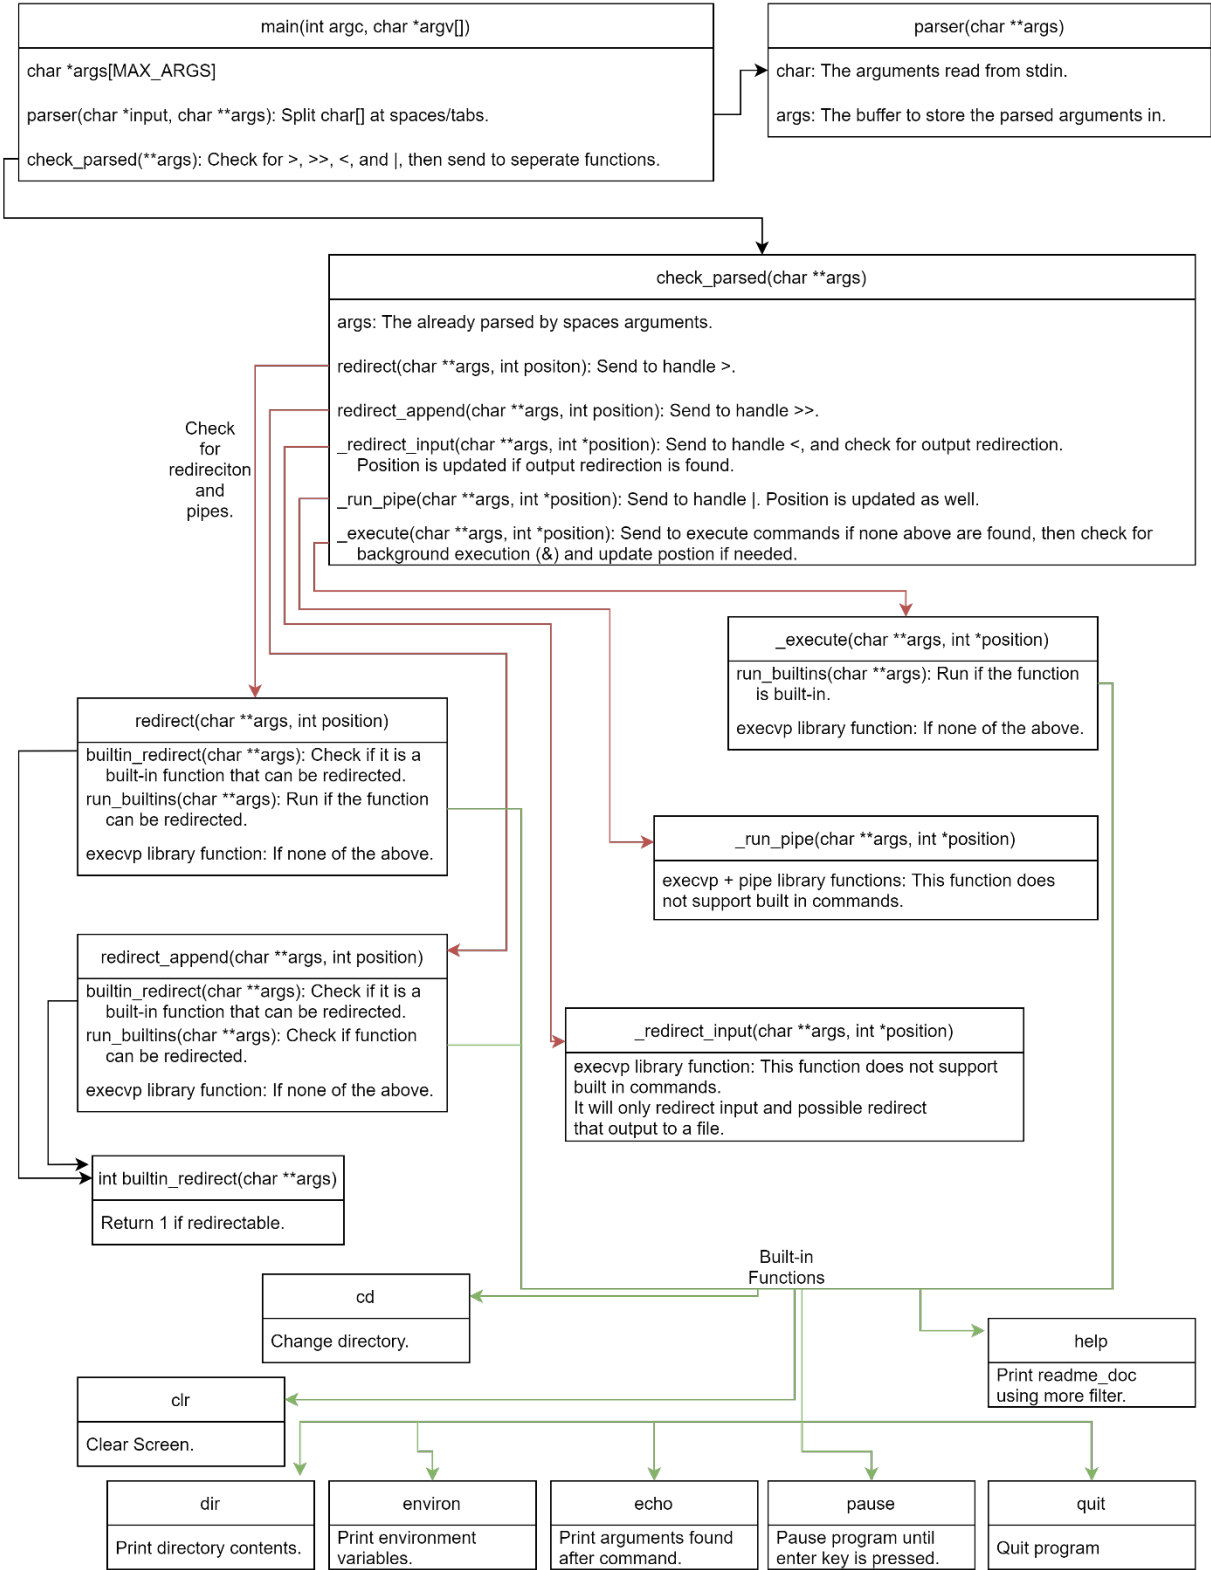 main(int argc, char *argv[])
char *args[MAX_ARGS]
parser(char *input, char **args): Split char[] at spaces/tabs.
check_parsed(**args): Check for >, >>, <, and |, then send to seperate functions.
parser(char **args)
char: The arguments read from stdin.
args: The buffer to store the parsed arguments in.
check_parsed(char **args)
args: The already parsed by spaces arguments.
redirect(char **args, int positon): Send to handle >.
redirect_append(char **args, int position): Send to handle >>.
_redirect_input(char **args, int *position): Send to handle <, and check for output redirection.
Position is updated if output redirection is found.
_run_pipe(char **args, int *position): Send to handle |. Position is updated as well.
_execute(char **args, int *position): Send to execute commands if none above are found, then check for
background execution (&) and update postion if needed.
Check
for
redireciton
and
pipes.
_execute(char **args, int *position)
run_builtins(char **args): Run if the function
is built-in.
execvp library function: If none of the above.
redirect(char **args, int position)
builtin_redirect(char **args): Check if it is a
built-in function that can be redirected.
run_builtins(char **args): Run if the function
can be redirected.
execvp library function: If none of the above.
_run_pipe(char **args, int *position)
execvp + pipe library functions: This function does
not support built in commands.
redirect_append(char **args, int position)
builtin_redirect(char **args): Check if it is a
built-in function that can be redirected.
run_builtins(char **args): Check if function
can be redirected.
execvp library function: If none of the above.
_redirect_input(char **args, int *position)
execvp library function: This function does not support
built in commands.
It will only redirect input and possible redirect
that output to a file.
int builtin_redirect(char **args)
Return 1 if redirectable.
Built-in
Functions
cd
Change directory.
help
Print readme_doc
using more filter.
clr
Clear Screen.
dir
Print directory contents.
environ
Print environment
variables.
echo
Print arguments found
after command.
pause
Pause program until
enter key is pressed.
quit
Quit program